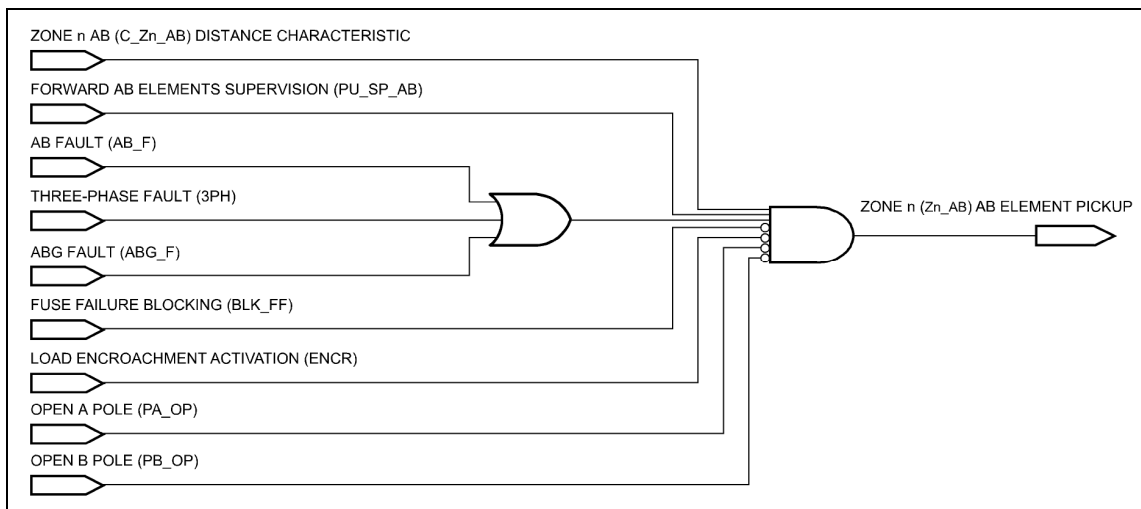 ZONE n AB (C_Zn_AB) DISTANCE CHARACTERISTIC
FORWARD AB ELEMENTS SUPERVISION (PU_SP_AB)
AB FAULT (AB_F)
THREE-PHASE FAULT (3PH)
ABG FAULT (ABG_F)
FUSE FAILURE BLOCKING (BLK_FF)
LOAD ENCROACHMENT ACTIVATION (ENCR)
OPEN A POLE (PA_OP)
OPEN B POLE (PB_OP)
ZONE n (Zn_AB) AB ELEMENT PICKUP